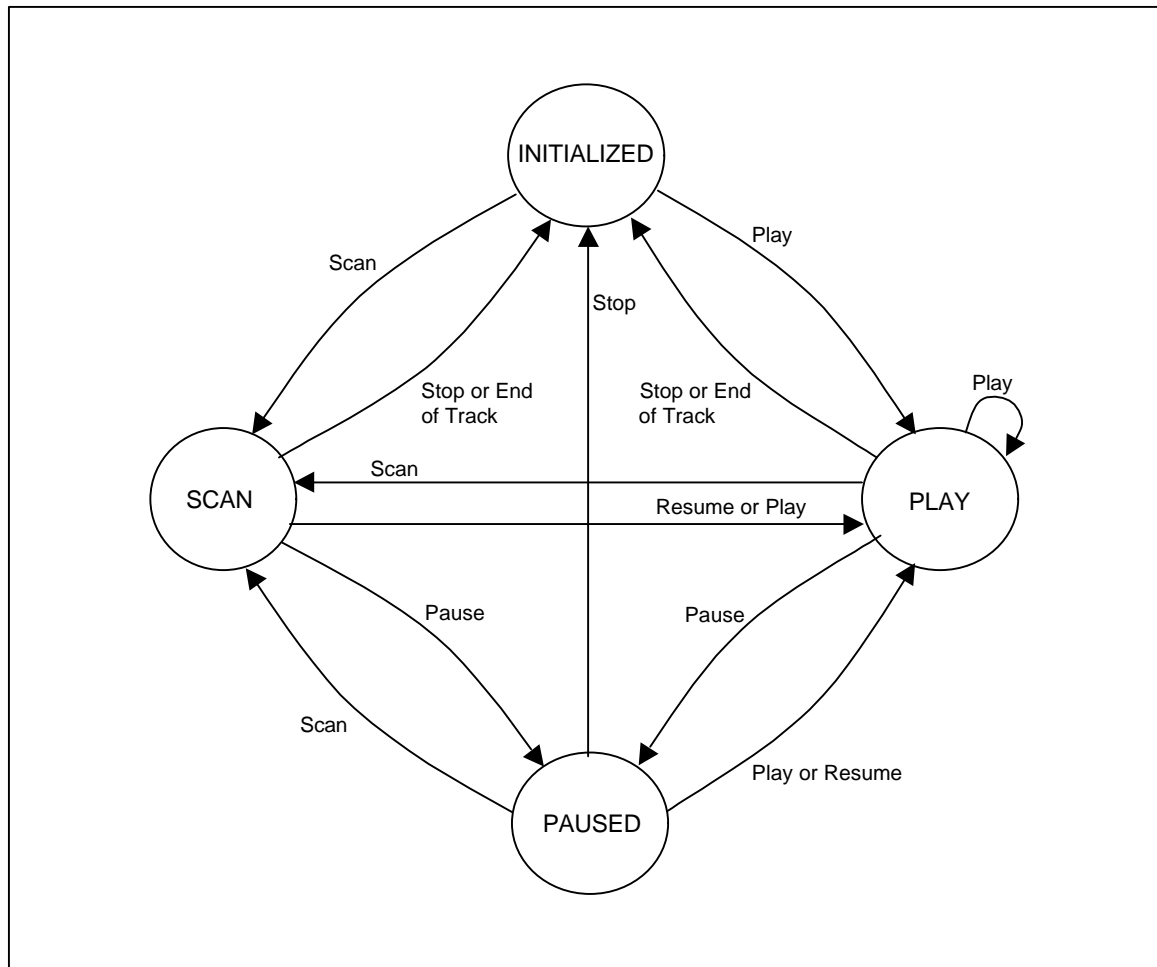 INITIALIZED
Play
Scan
Stop
Play
Stop or End
of Track
Stop or End
of Track
Scan
SCAN
PLAY
Resume or Play
Pause
Pause
Scan
Play or Resume
PAUSED